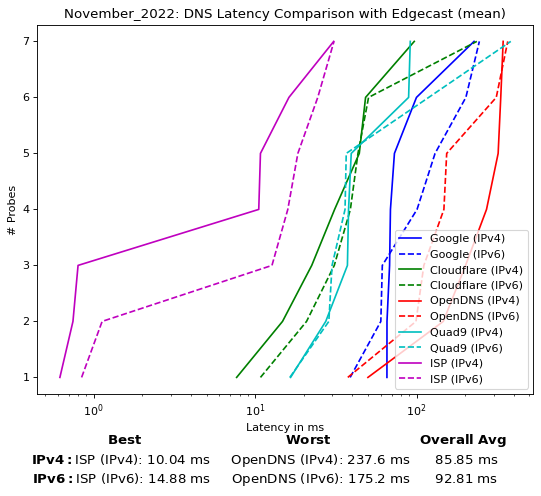 November_2022: DNS Latency Comparison with Edgecast (mean)
7
6
5
4
3
2
1
# Probes
Google (IPv4)
Google (IPv6)
Cloudflare (IPv4)
Cloudflare (IPv6)
OpenDNS (IPv4)
OpenDNS (IPv6)
Quad9 (IPv4)
Quad9 (IPv6)
ISP (IPv4)
ISP (IPv6)
10⁰ 10¹ 10²
Latency in ms
Best Worst Overall Avg
IPv4: ISP (IPv4): 10.04 ms OpenDNS (IPv4): 237.6 ms 85.85 ms
IPv6: ISP (IPv6): 14.88 ms OpenDNS (IPv6): 175.2 ms 92.81 ms